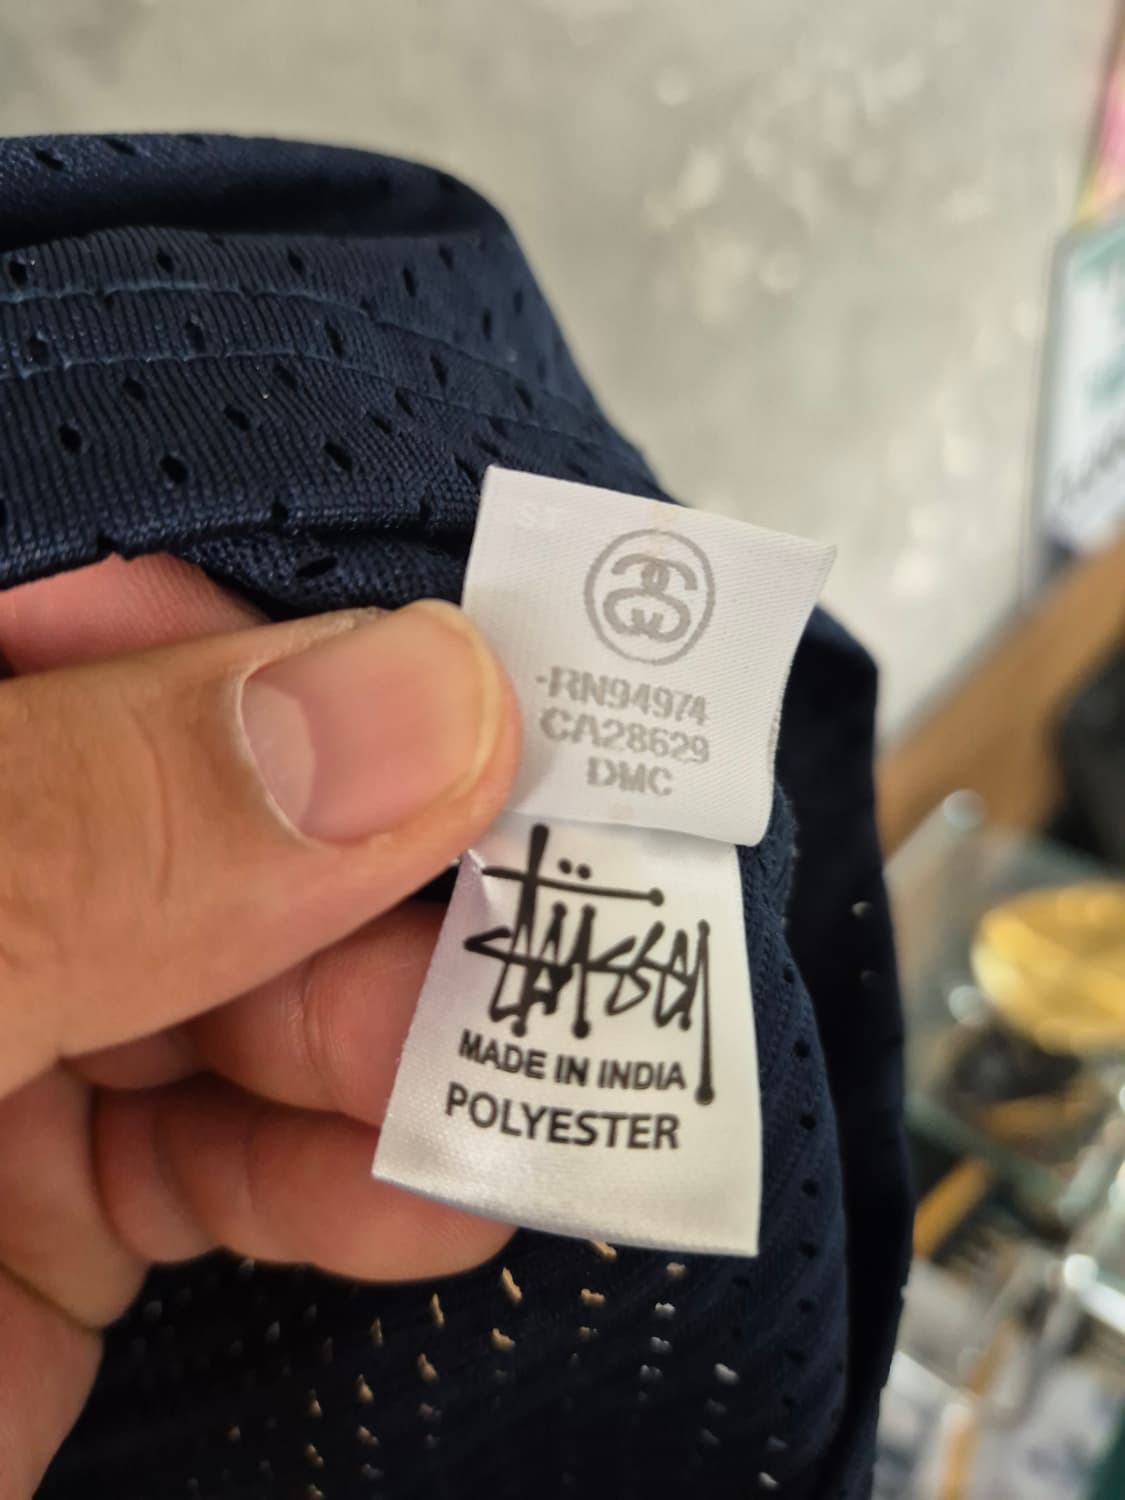 -RN94974
CA28629
DMC
Stüssy
MADE IN INDIA
POLYESTER